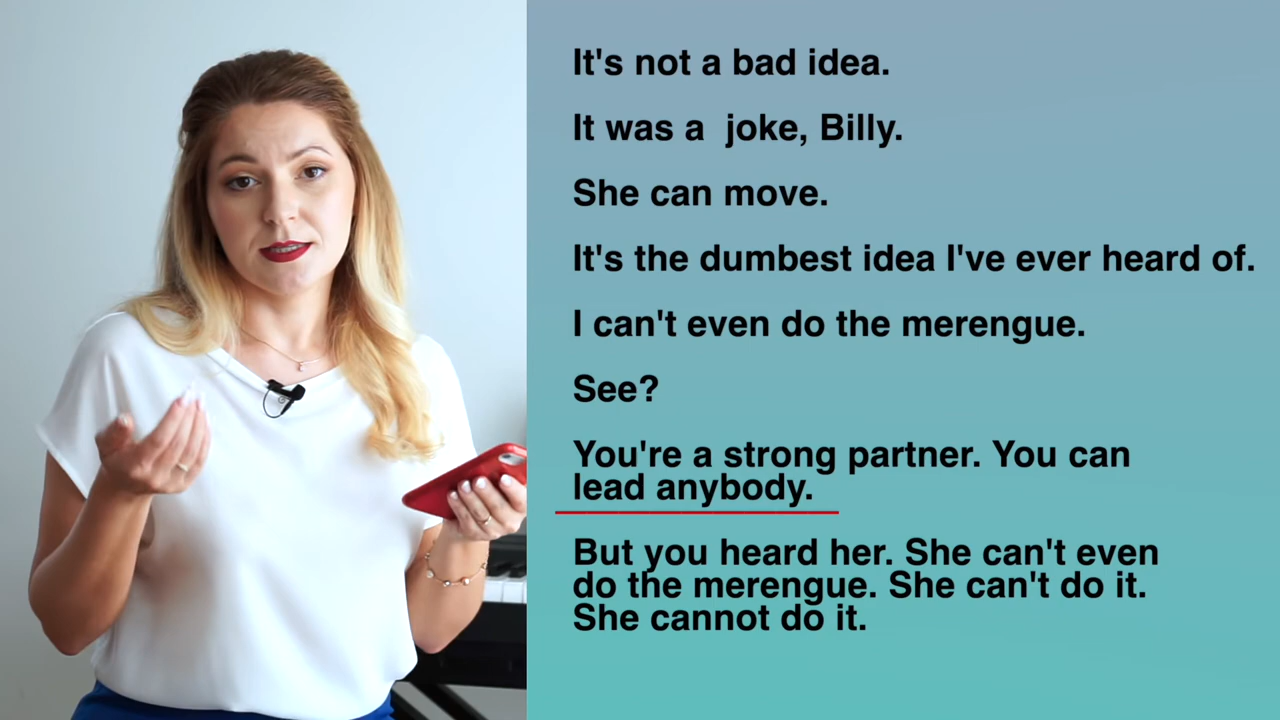 It's not a bad idea.
It was a  joke, Billy.
She can move.
It's the dumbest idea I've ever heard of.
I can't even do the merengue.
See?
You're a strong partner. You can
lead anybody.
But you heard her. She can't even
do the merengue. She can't do it.
She cannot do it.